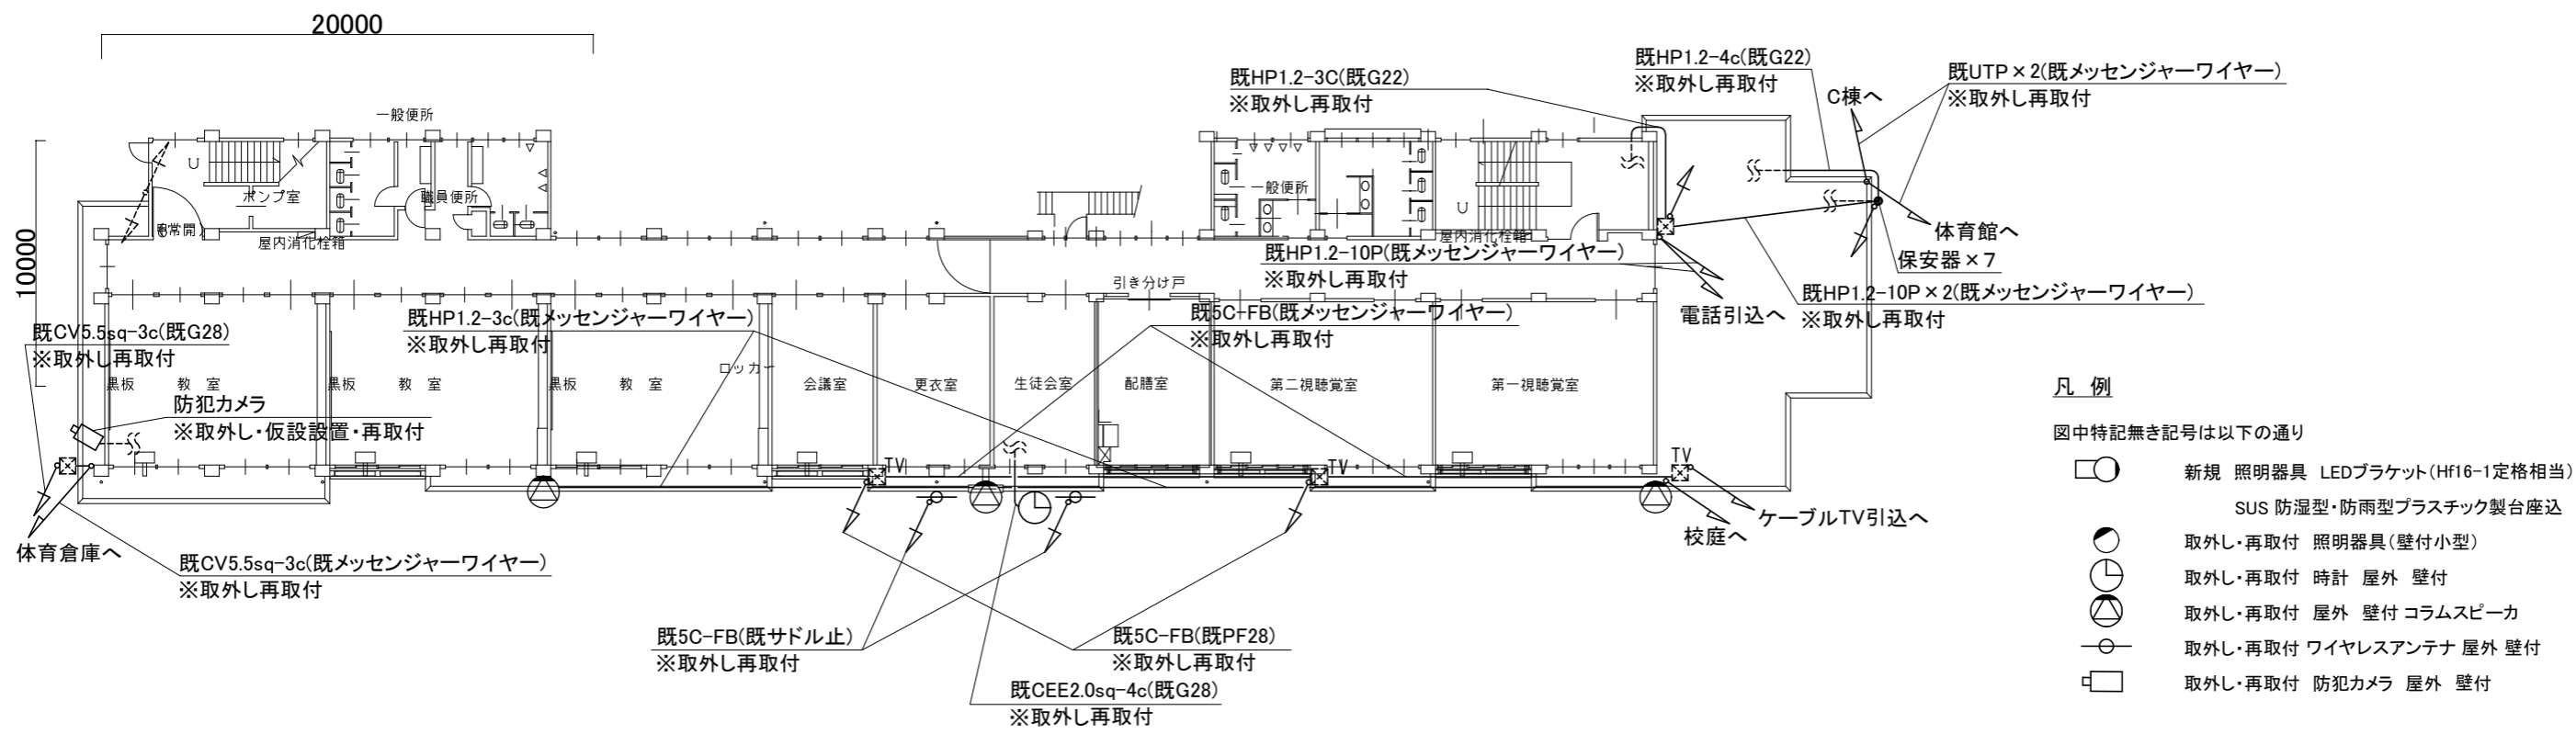 20000
10000
既HP1.2-3C(既G22)
※取外し再取付
既HP1.2-4c(既G22)
※取外し再取付
既UTP×2(既メッセンジャーワイヤー)
※取外し再取付
C棟へ
一般便所
ポンプ室
職員便所
一般便所
常開
屋内消化栓箱
屋内消化栓箱
体育館へ
保安器×7
既HP1.2-10P(既メッセンジャーワイヤー)
※取外し再取付
引き分け戸
電話引込へ
既HP1.2-10P×2(既メッセンジャーワイヤー)
※取外し再取付
既CV5.5sq-3c(既G28)
※取外し再取付
既HP1.2-3c(既メッセンジャーワイヤー)
※取外し再取付
既5C-FB(既メッセンジャーワイヤー)
※取外し再取付
黒板
教 室
黒板
教 室
黒板
教 室
ロッカー
会議室
更衣室
生徒会室
配膳室
第二視聴覚室
第一視聴覚室
防犯カメラ
※取外し・仮設設置・再取付
TV
TV
TV
体育倉庫へ
既CV5.5sq-3c(既メッセンジャーワイヤー)
※取外し再取付
校庭へ
ケーブルTV引込へ
既5C-FB(既サドル止)
※取外し再取付
既5C-FB(既PF28)
※取外し再取付
既CEE2.0sq-4c(既G28)
※取外し再取付
凡 例
図中特記無き記号は以下の通り
新規 照明器具 LEDブラケット(Hf16-1定格相当)
SUS 防湿型・防雨型プラスチック製台座込
取外し・再取付 照明器具(壁付小型)
取外し・再取付 時計 屋外 壁付
取外し・再取付 屋外 壁付 コラムスピーカ
取外し・再取付 ワイヤレスアンテナ 屋外 壁付
取外し・再取付 防犯カメラ 屋外 壁付